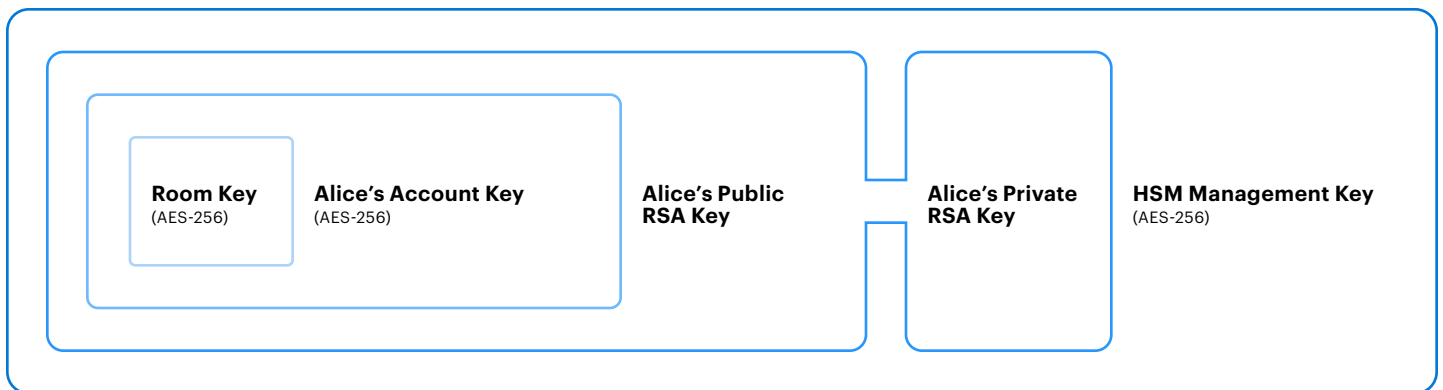 Room Key
(AES-256)
Alice’s Account Key
(AES-256)
Alice’s Public
RSA Key
Alice’s Private
RSA Key
HSM Management Key
(AES-256)